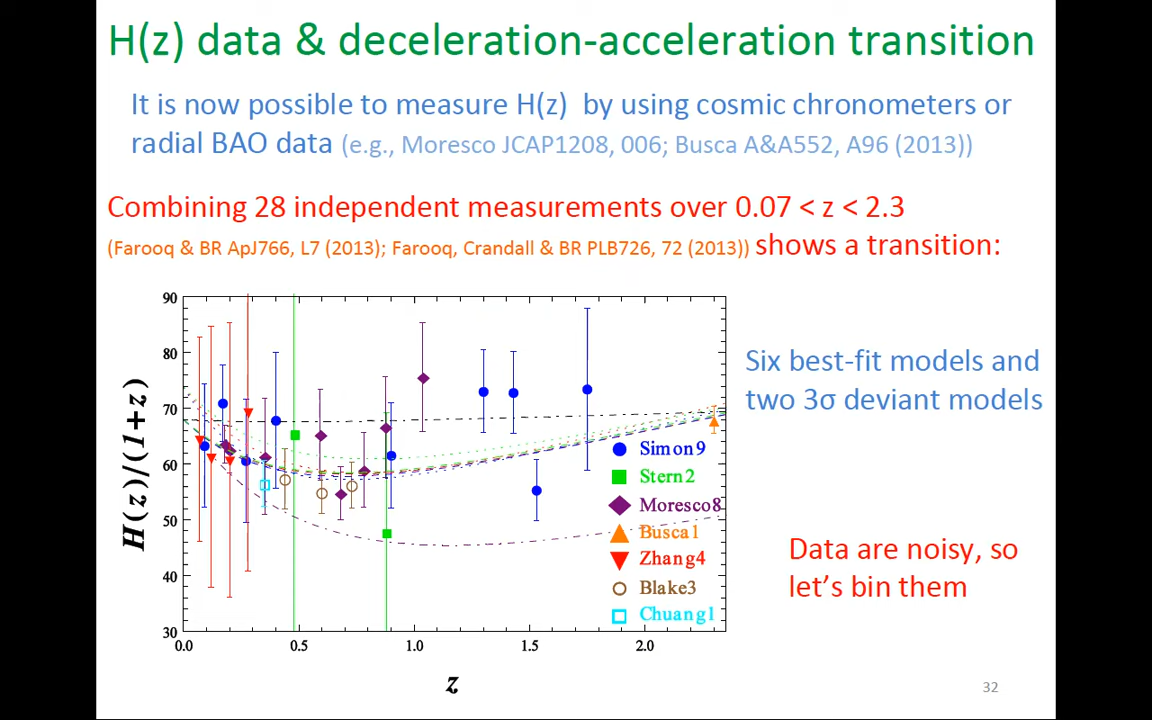 H(z) data & deceleration-acceleration transition
It is now possible to measure H(z) by using cosmic chronometers or
radial BAO data (e.g., Moresco JCAP1208, 006; Busca A&A552, A96 (2013))
Combining 28 independent measurements over 0.07 < z < 2.3
(Farooq & BR ApJ766, L7 (2013); Farooq, Crandall & BR PLB726, 72 (2013)) shows a transition:
90
80
70
60
50
40
30
H(z)/(1+z)
0.0 0.5 1.0 1.5 2.0
z
Simon9
Stern2
Moresco8
Busca1
Zhang4
Blake3
Chuang1
Six best-fit models and
two 3σ deviant models
Data are noisy, so
let's bin them
32